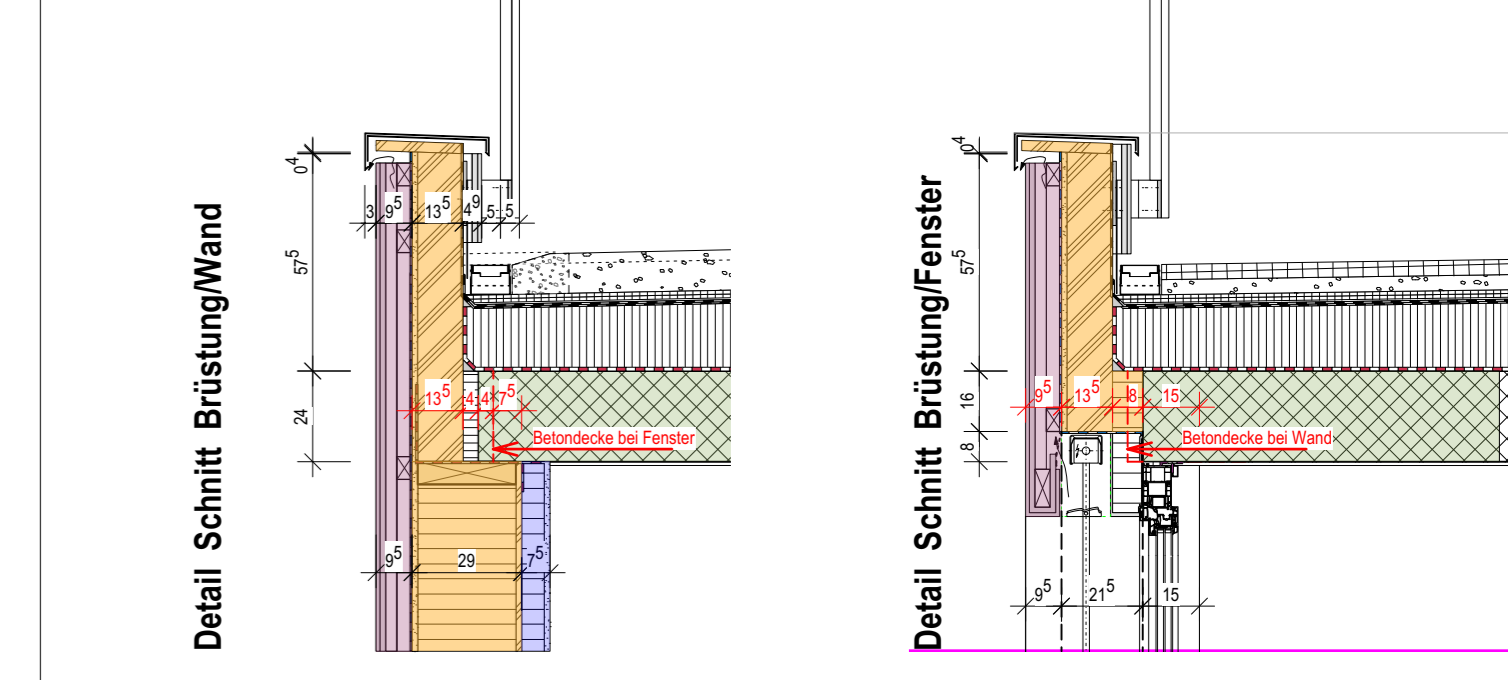 Detail Schnitt Brüstung/Wand
0⁴
57⁵
24
3 9⁵ 13⁵ 4⁹ 5 5
13⁵ 4 4 7⁵
Betondecke bei Fenster
9⁵ 29 7⁵
Detail Schnitt Brüstung/Fenster
0⁴
57⁵
16
8
9⁵ 13⁵ 8 15
Betondecke bei Wand
9⁵ 21⁵ 15